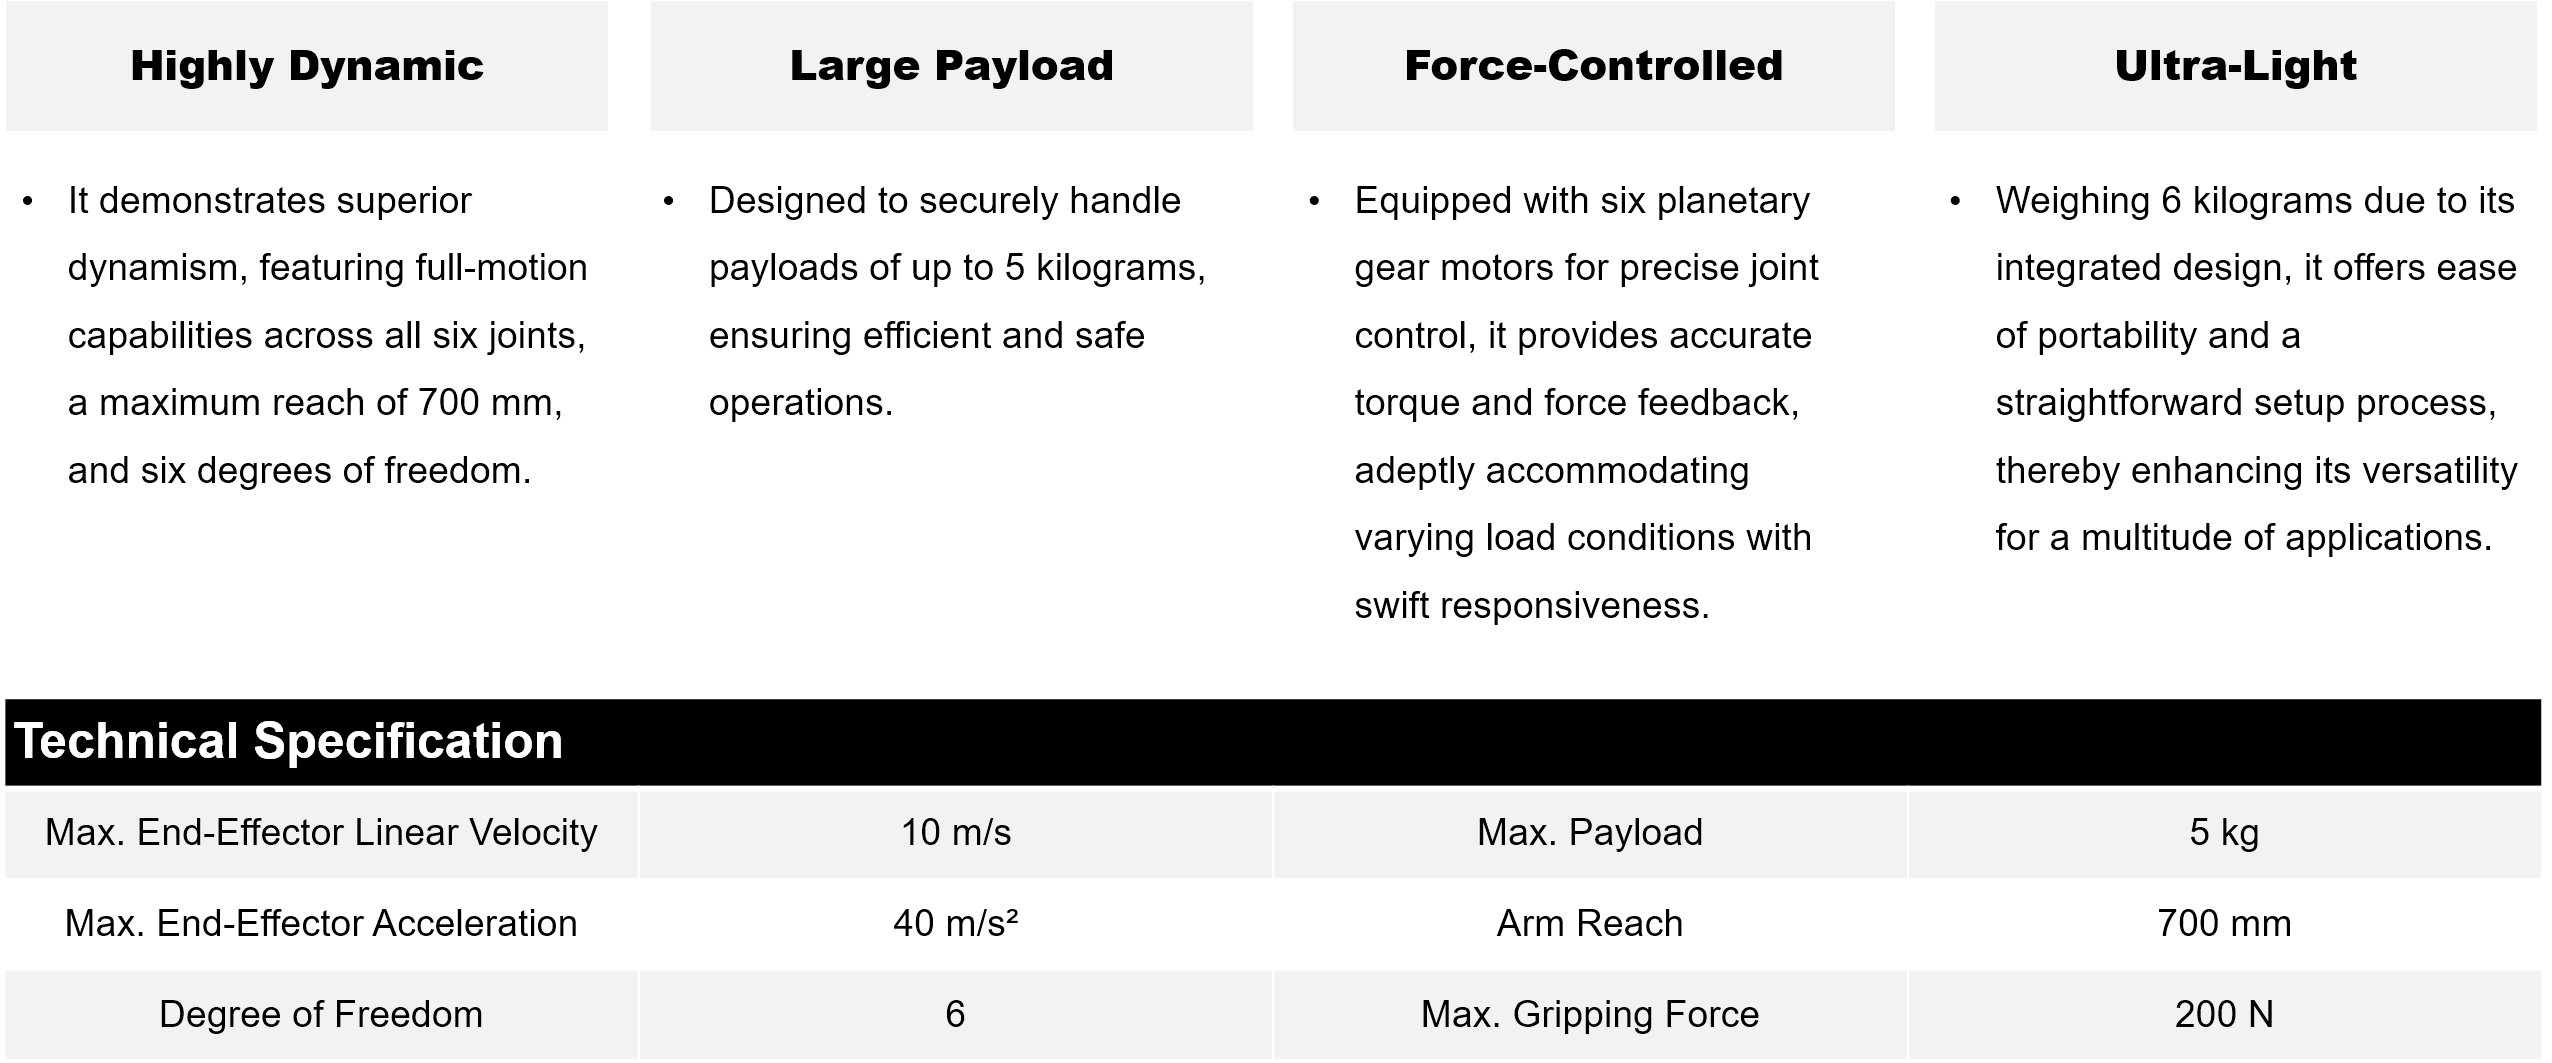 Highly Dynamic
• It demonstrates superior
dynamism, featuring full-motion
capabilities across all six joints,
a maximum reach of 700 mm,
and six degrees of freedom.
Large Payload
• Designed to securely handle
payloads of up to 5 kilograms,
ensuring efficient and safe
operations.
Force-Controlled
• Equipped with six planetary
gear motors for precise joint
control, it provides accurate
torque and force feedback,
adeptly accommodating
varying load conditions with
swift responsiveness.
Ultra-Light
• Weighing 6 kilograms due to its
integrated design, it offers ease
of portability and a
straightforward setup process,
thereby enhancing its versatility
for a multitude of applications.
Technical Specification
Max. End-Effector Linear Velocity 10 m/s Max. Payload 5 kg
Max. End-Effector Acceleration 40 m/s² Arm Reach 700 mm
Degree of Freedom 6 Max. Gripping Force 200 N